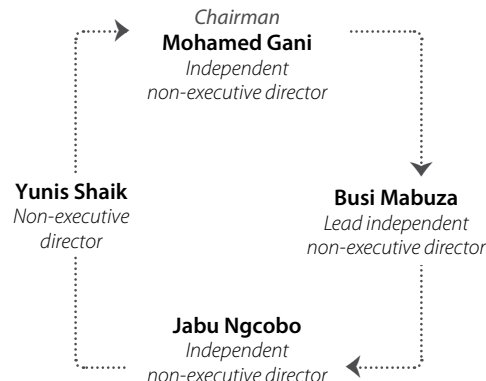 Chairman
Mohamed Gani
Independent
non-executive director
Yunis Shaik
Non-executive
director
Busi Mabuza
Lead independent
non-executive director
Jabu Ngcobo
Independent
non-executive director